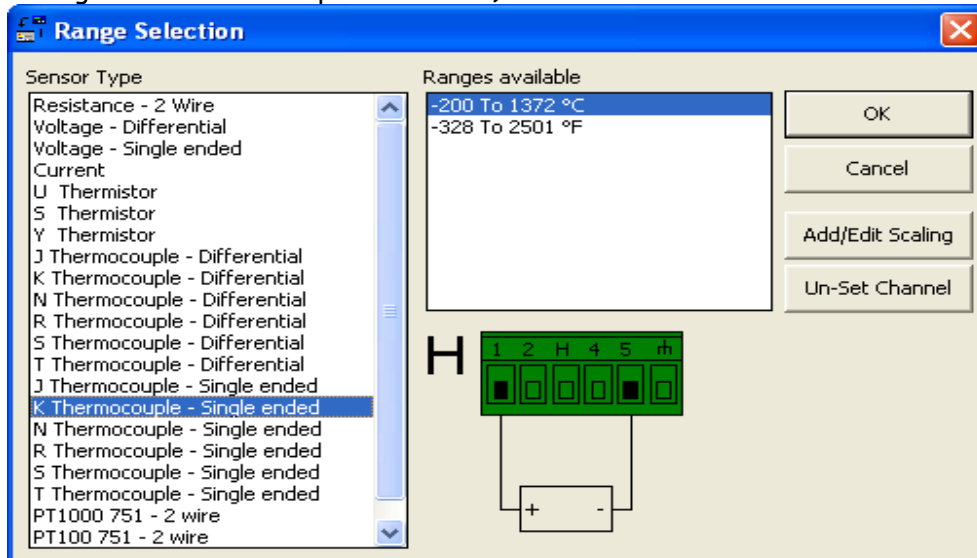 Range Selection
Sensor Type
Resistance - 2 Wire
Voltage - Differential
Voltage - Single ended
Current
U Thermistor
S Thermistor
Y Thermistor
J Thermocouple - Differential
K Thermocouple - Differential
N Thermocouple - Differential
R Thermocouple - Differential
S Thermocouple - Differential
T Thermocouple - Differential
J Thermocouple - Single ended
K Thermocouple - Single ended
N Thermocouple - Single ended
R Thermocouple - Single ended
S Thermocouple - Single ended
T Thermocouple - Single ended
PT1000 751 - 2 wire
PT100 751 - 2 wire
Ranges available
-200 To 1372 °C
-328 To 2501 °F
OK
Cancel
Add/Edit Scaling
Un-Set Channel
H
1 2 H 4 5
+ -